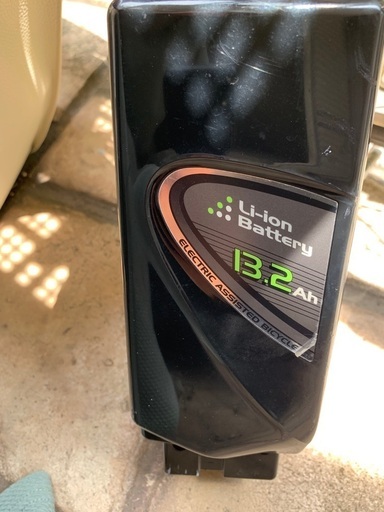 Li-ion
Battery
13.2Ah
ELECTRIC ASSISTED BICYCLE